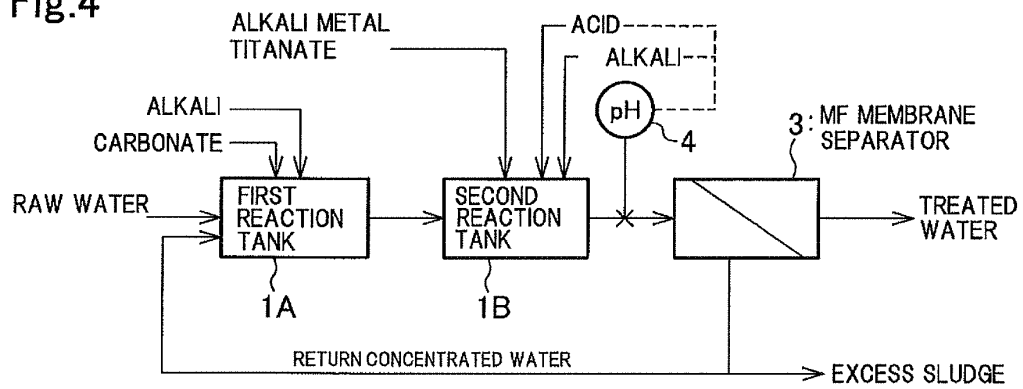 Fig.4
ALKALI METAL
TITANATE
ACID
ALKALI
pH
4
ALKALI
CARBONATE
3: MF MEMBRANE
SEPARATOR
RAW WATER
FIRST
REACTION
TANK
SECOND
REACTION
TANK
TREATED
WATER
1A
1B
RETURN CONCENTRATED WATER
EXCESS SLUDGE